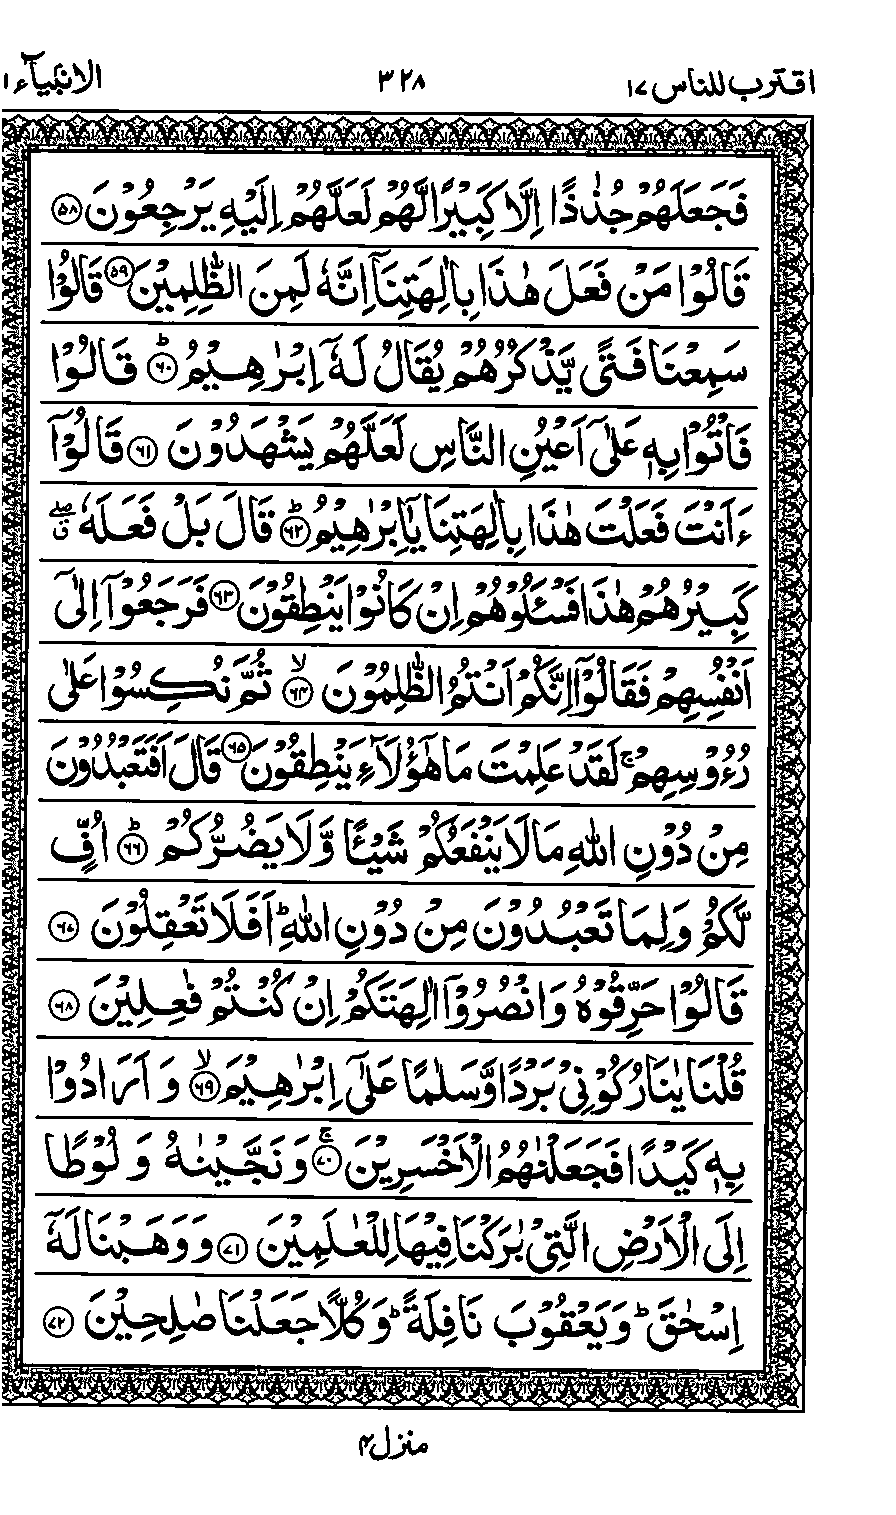 اقترب للناس ۱۷ ۳۲۸ الانبیآء
فَجَعَلَهُمْ جُذٰذًا اِلَّا كَبِيْرًا لَّهُمْ لَعَلَّهُمْ اِلَيْهِ يَرْجِعُوْنَ ۵۸
قَالُوْا مَنْ فَعَلَ هٰذَا بِاٰلِهَتِنَاۤ اِنَّهٗ لَمِنَ الظّٰلِمِيْنَ ۵۹ قَالُوْا
سَمِعْنَا فَتًى يَّذْكُرُهُمْ يُقَالُ لَهٗۤ اِبْرٰهِيْمُ ؕ ۶۰ قَالُوْا
فَاْتُوْا بِهٖ عَلٰۤى اَعْيُنِ النَّاسِ لَعَلَّهُمْ يَشْهَدُوْنَ ۶۱ قَالُوْۤا
ءَاَنْتَ فَعَلْتَ هٰذَا بِاٰلِهَتِنَا يٰۤاِبْرٰهِيْمُ ؕ ۶۲ قَالَ بَلْ فَعَلَهٗ ۖۗ ق
كَبِيْرُهُمْ هٰذَا فَسْـَٔلُوْهُمْ اِنْ كَانُوْا يَنْطِقُوْنَ ۶۳ فَرَجَعُوْۤا اِلٰۤى
اَنْفُسِهِمْ فَقَالُوْۤا اِنَّكُمْ اَنْتُمُ الظّٰلِمُوْنَ ۙ ۶۴ ثُمَّ نُكِسُوْا عَلٰى
رُءُوْسِهِمْ ۚ لَقَدْ عَلِمْتَ مَا هٰۤؤُلَآءِ يَنْطِقُوْنَ ۶۵ قَالَ اَفَتَعْبُدُوْنَ
مِنْ دُوْنِ اللّٰهِ مَا لَا يَنْفَعُكُمْ شَيْـًٔا وَّلَا يَضُرُّكُمْ ؕ ۶۶ اُفٍّ
لَّكُمْ وَلِمَا تَعْبُدُوْنَ مِنْ دُوْنِ اللّٰهِ ؕ اَفَلَا تَعْقِلُوْنَ ۶۷
قَالُوْا حَرِّقُوْهُ وَانْصُرُوْۤا اٰلِهَتَكُمْ اِنْ كُنْتُمْ فٰعِلِيْنَ ۶۸
قُلْنَا يٰنَارُ كُوْنِيْ بَرْدًا وَّسَلٰمًا عَلٰۤى اِبْرٰهِيْمَ ۙ ۶۹ وَاَرَادُوْا
بِهٖ كَيْدًا فَجَعَلْنٰهُمُ الْاَخْسَرِيْنَ ۚ ۷۰ وَنَجَّيْنٰهُ وَلُوْطًا
اِلَى الْاَرْضِ الَّتِيْ بٰرَكْنَا فِيْهَا لِلْعٰلَمِيْنَ ۷۱ وَوَهَبْنَا لَهٗۤ
اِسْحٰقَ ؕ وَيَعْقُوْبَ نَافِلَةً ؕ وَكُلًّا جَعَلْنَا صٰلِحِيْنَ ۷۲
منزل ۴